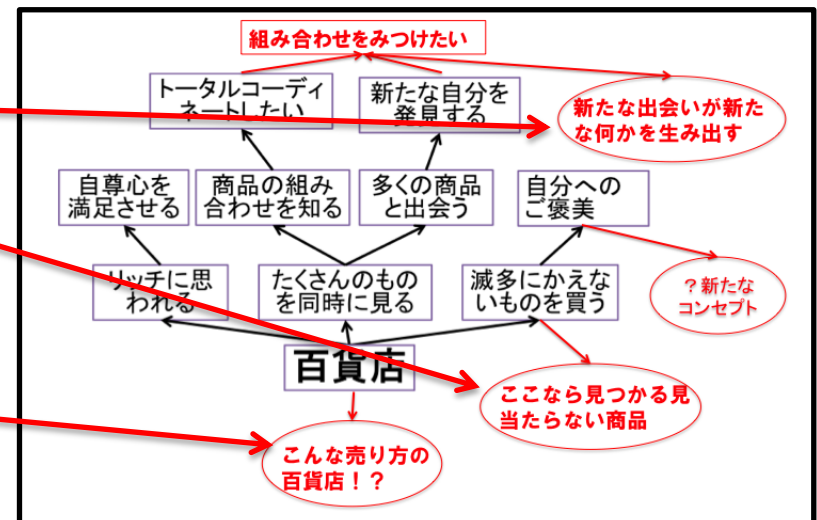 組み合わせをみつけたい
トータルコーディ
ネートしたい
新たな自分を
発見する
新たな出会いが新た
な何かを生み出す
自尊心を
満足させる
商品の組み
合わせを知る
多くの商品
と出会う
自分への
ご褒美
リッチに思
われる
たくさんのもの
を同時に見る
滅多にかえな
いものを買う
？新たな
コンセプト
百貨店
ここなら見つかる見
当たらない商品
こんな売り方の
百貨店！？